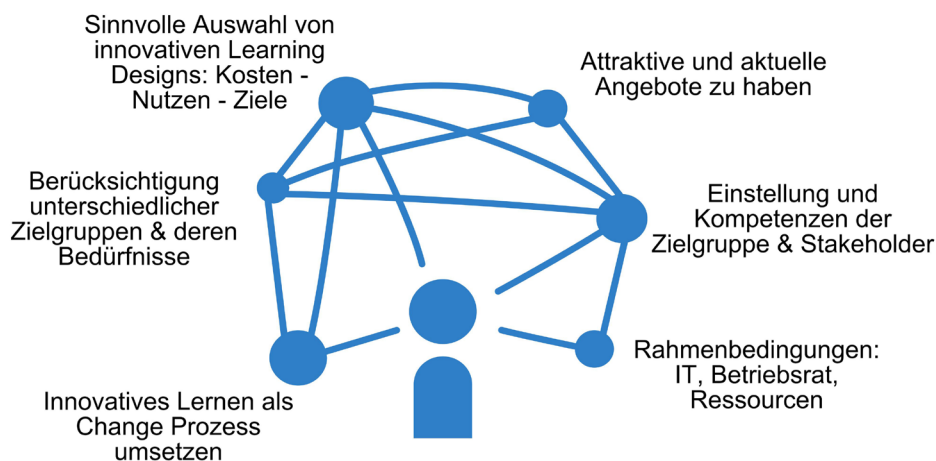 Sinnvolle Auswahl von
innovativen Learning
Designs: Kosten -
Nutzen - Ziele
Attraktive und aktuelle
Angebote zu haben
Berücksichtigung
unterschiedlicher
Zielgruppen & deren
Bedürfnisse
Einstellung und
Kompetenzen der
Zielgruppe & Stakeholder
Innovatives Lernen als
Change Prozess
umsetzen
Rahmenbedingungen:
IT, Betriebsrat,
Ressourcen